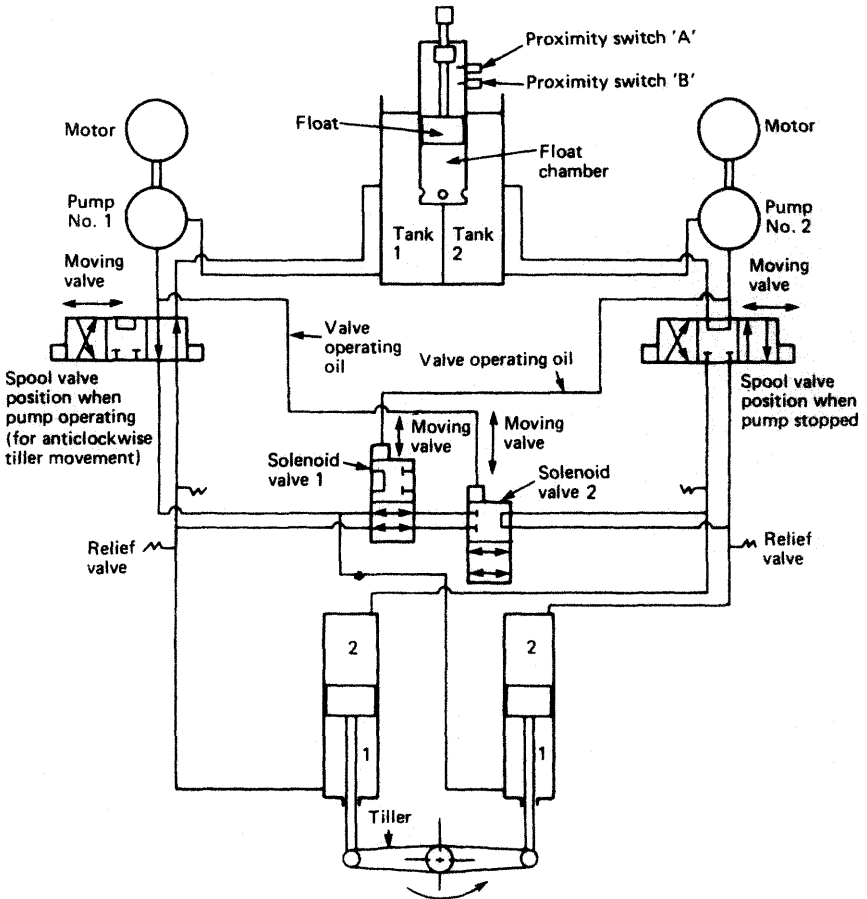 Proximity switch 'A'
Proximity switch 'B'
Motor
Float
Float
chamber
Motor
Pump
No. 1
Tank
1
Tank
2
Pump
No. 2
Moving
valve
Moving
valve
Valve
operating
oil
Valve operating oil
Spool valve
position when
pump operating
(for anticlockwise
tiller movement)
Spool valve
position when
pump stopped
Moving
valve
Moving
valve
Solenoid
valve 1
Solenoid
valve 2
Relief
valve
Relief
valve
2
2
1
1
Tiller